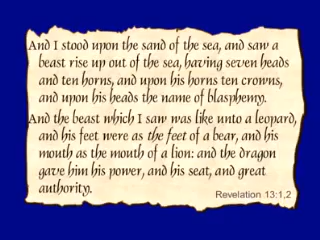 And I stood upon the sand of the sea, and saw a
beast rise up out of the sea, having seven heads
and ten horns, and upon his horns ten crowns,
and upon his heads the name of blasphemy.
And the beast which I saw was like unto a leopard,
and his feet were as the feet of a bear, and his
mouth as the mouth of a lion: and the dragon
gave him his power, and his seat, and great
authority.
Revelation 13:1,2